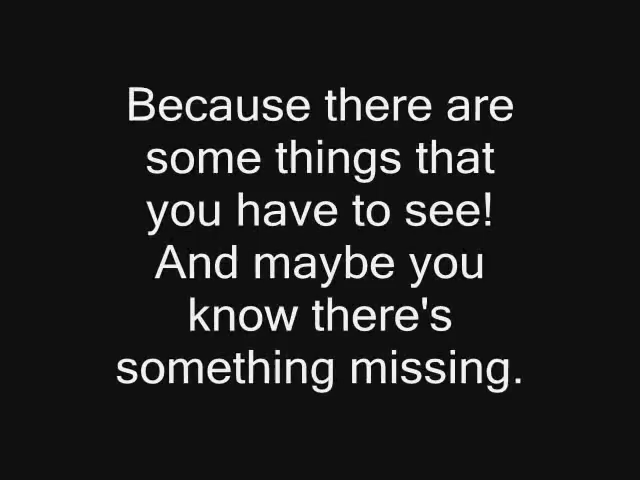 Because there are
some things that
you have to see!
And maybe you
know there's
something missing.